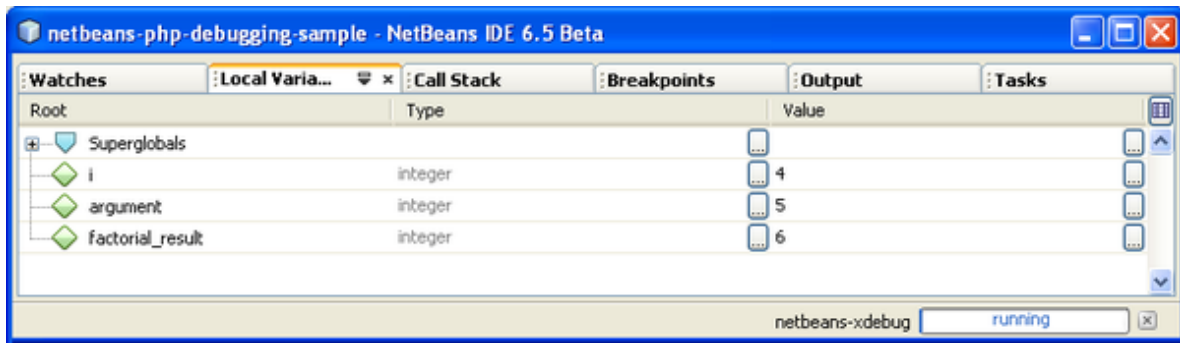 netbeans-php-debugging-sample - NetBeans IDE 6.5 Beta
Watches Local Varia... Call Stack Breakpoints Output Tasks
Root Type Value
Superglobals ... ...
i integer ... 4 ...
argument integer ... 5 ...
factorial_result integer ... 6 ...
netbeans-xdebug running